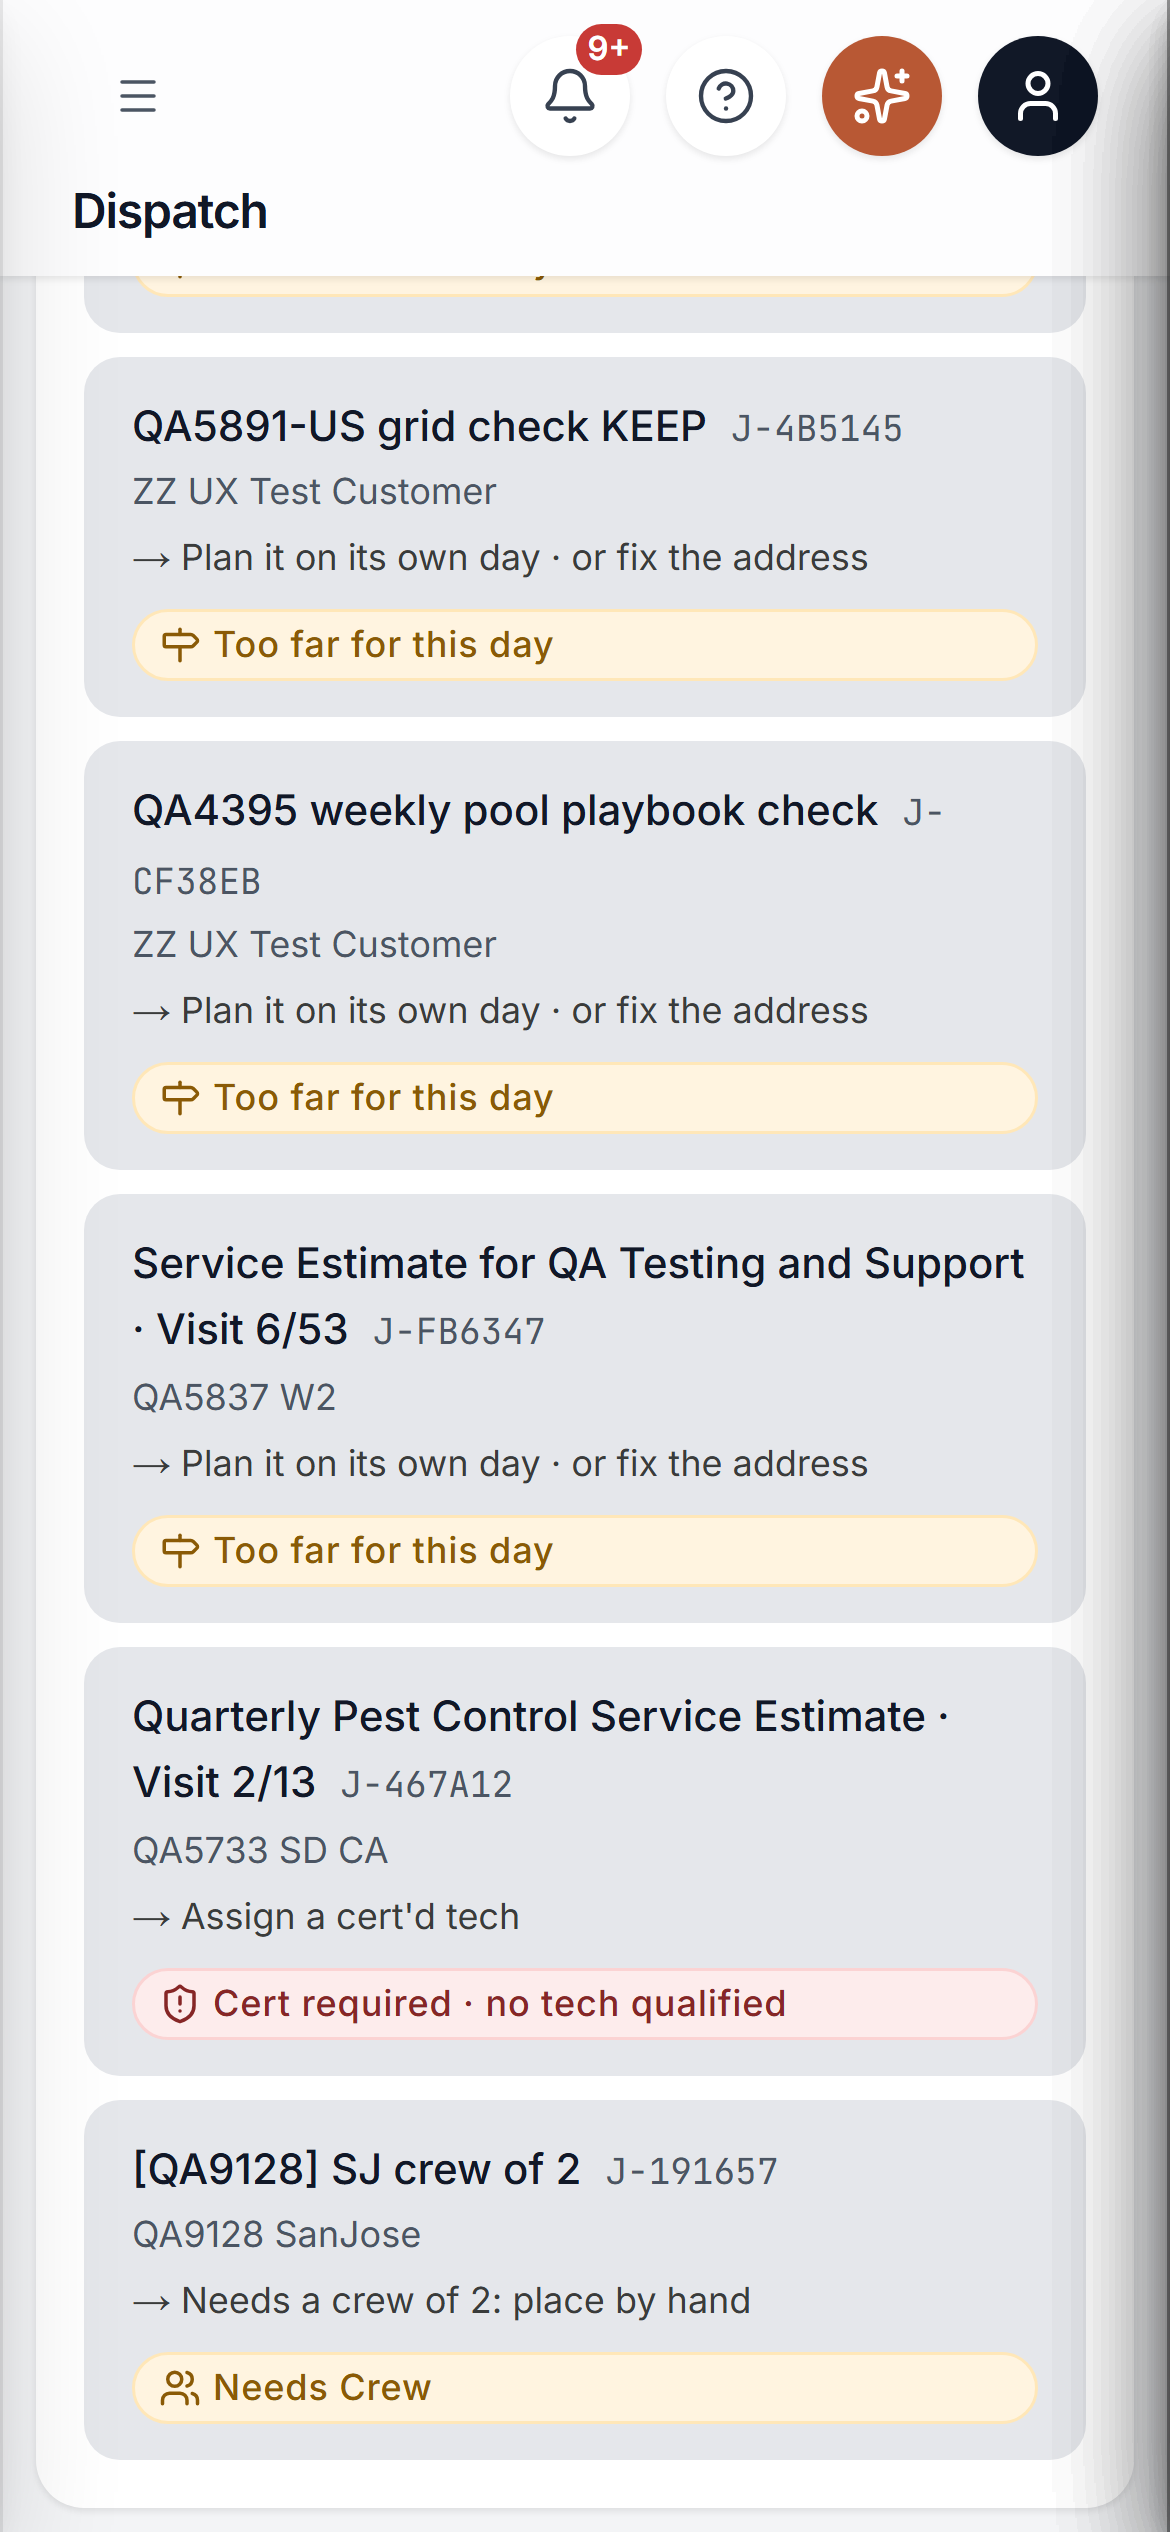 9+
Dispatch
QA5891-US grid check KEEP J-4B5145
ZZ UX Test Customer
→ Plan it on its own day · or fix the address
Too far for this day
QA4395 weekly pool playbook check J-
CF38EB
ZZ UX Test Customer
→ Plan it on its own day · or fix the address
Too far for this day
Service Estimate for QA Testing and Support
· Visit 6/53 J-FB6347
QA5837 W2
→ Plan it on its own day · or fix the address
Too far for this day
Quarterly Pest Control Service Estimate ·
Visit 2/13 J-467A12
QA5733 SD CA
→ Assign a cert'd tech
Cert required · no tech qualified
[QA9128] SJ crew of 2 J-191657
QA9128 SanJose
→ Needs a crew of 2: place by hand
Needs Crew